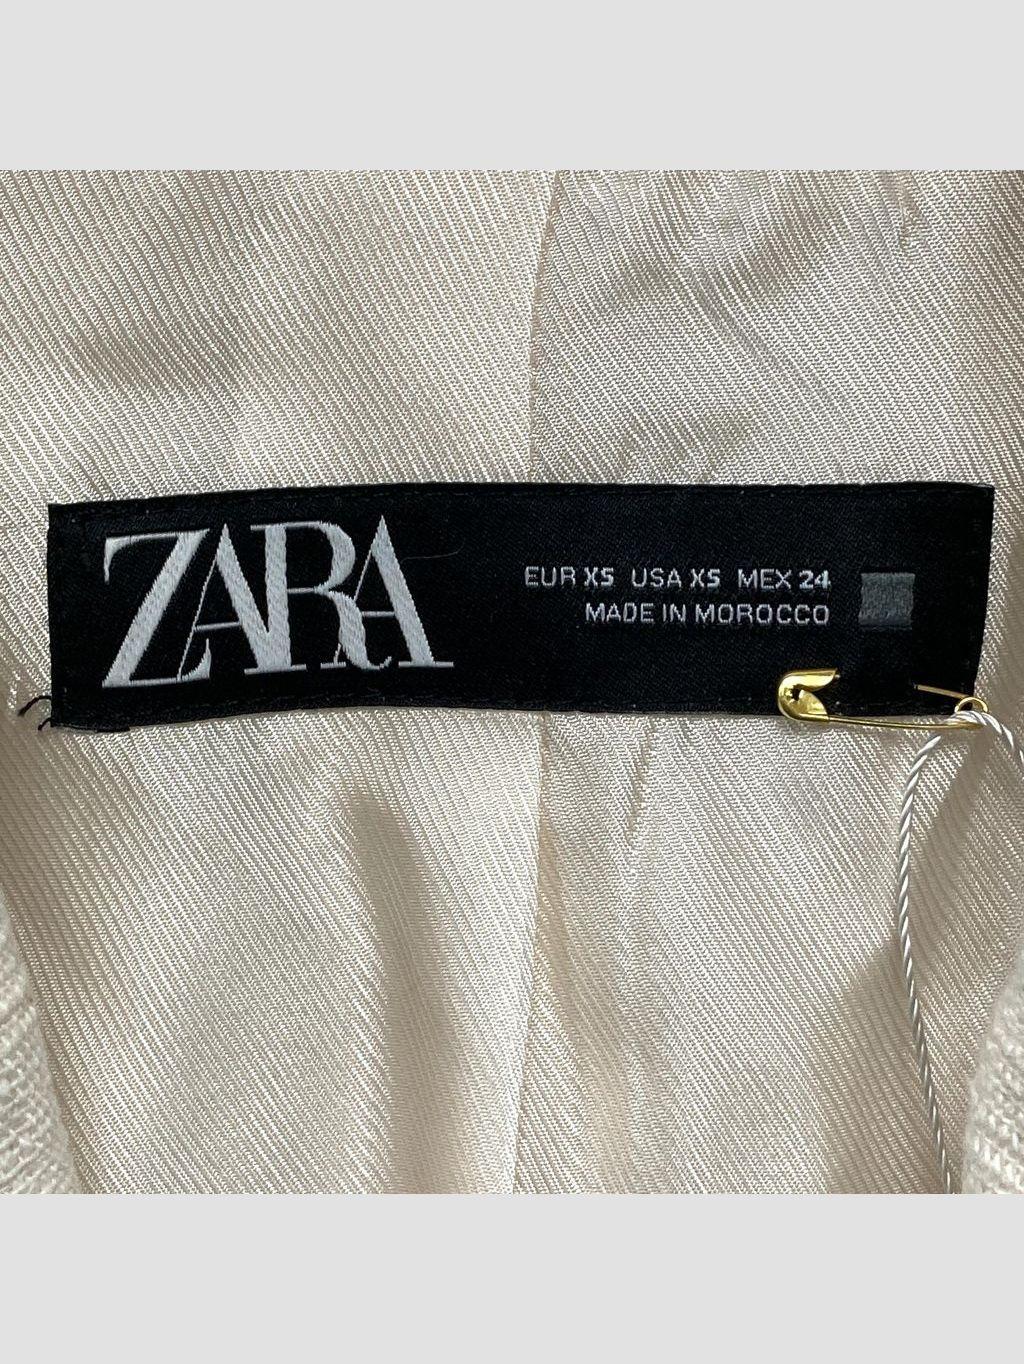 ZARA
EUR XS USA XS MEX 24
MADE IN MOROCCO